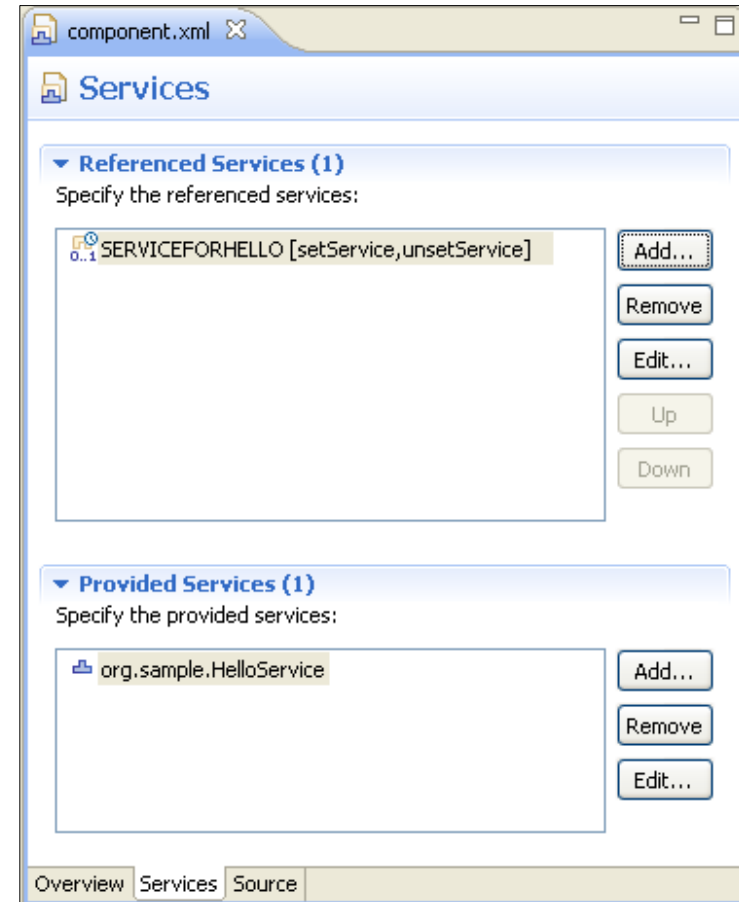 component.xml
Services
Referenced Services (1)
Specify the referenced services:
0..1 SERVICEFORHELLO [setService,unsetService]
Add...
Remove
Edit...
Up
Down
Provided Services (1)
Specify the provided services:
org.sample.HelloService
Add...
Remove
Edit...
Overview Services Source